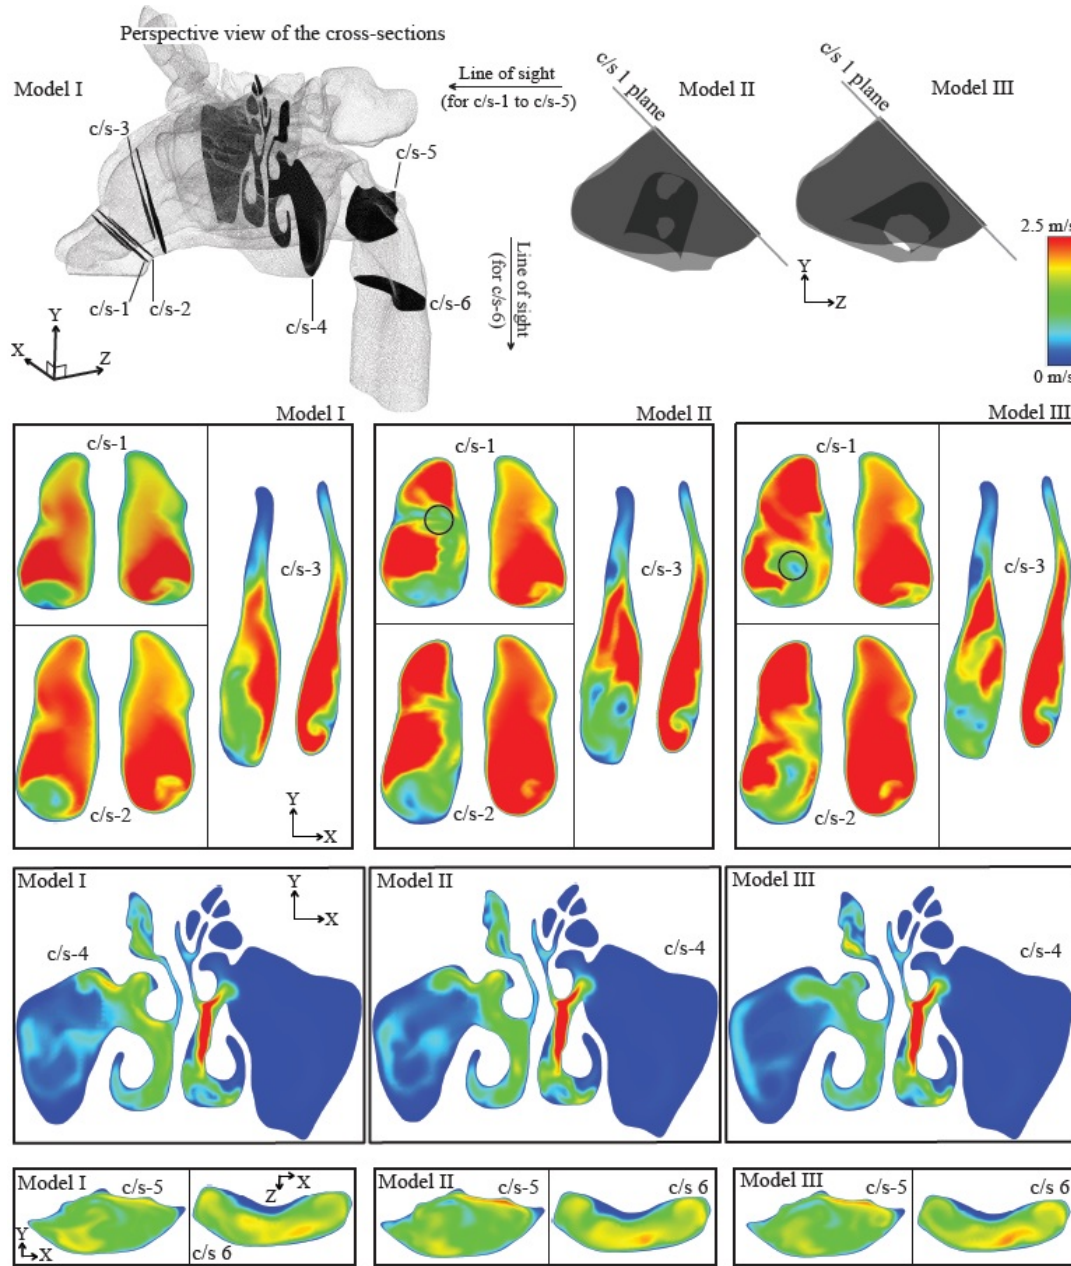 Perspective view of the cross-sections
Model I
Line of sight
(for c/s-1 to c/s-5)
c/s 1 plane
Model II
c/s 1 plane
Model III
c/s-3
c/s-5
2.5 m/s
Line of sight
(for c/s-6)
Y
Z
c/s-1
c/s-2
c/s-4
c/s-6
Y
X
Z
0 m/s
Model I
Model II
Model III
c/s-1
c/s-3
c/s-2
Y
X
c/s-1
c/s-3
c/s-2
c/s-1
c/s-3
c/s-2
Model I
Y
X
c/s-4
Model II
c/s-4
Model III
c/s-4
Model I
c/s-5
Y
X
X
Z
c/s 6
Model II
c/s-5
c/s 6
Model III
c/s-5
c/s 6